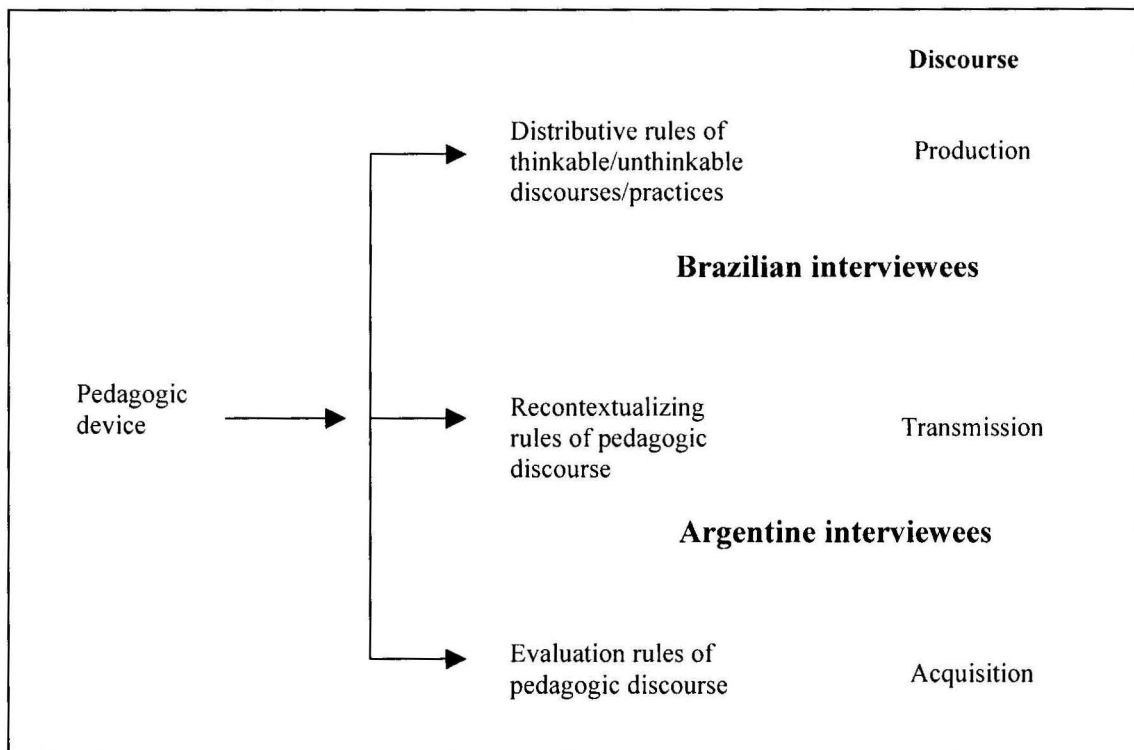 Discourse
Distributive rules of
thinkable/unthinkable
discourses/practices
Production
Brazilian interviewees
Pedagogic
device
Recontextualizing
rules of pedagogic
discourse
Transmission
Argentine interviewees
Evaluation rules of
pedagogic discourse
Acquisition